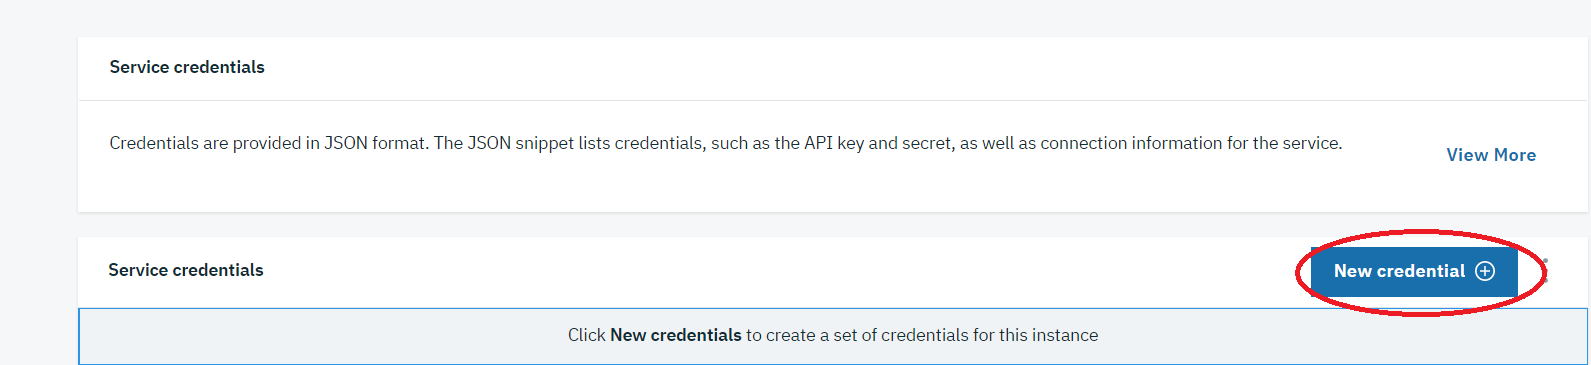 Service credentials
Credentials are provided in JSON format. The JSON snippet lists credentials, such as the API key and secret, as well as connection information for the service.
View More
Service credentials
New credential
Click New credentials to create a set of credentials for this instance